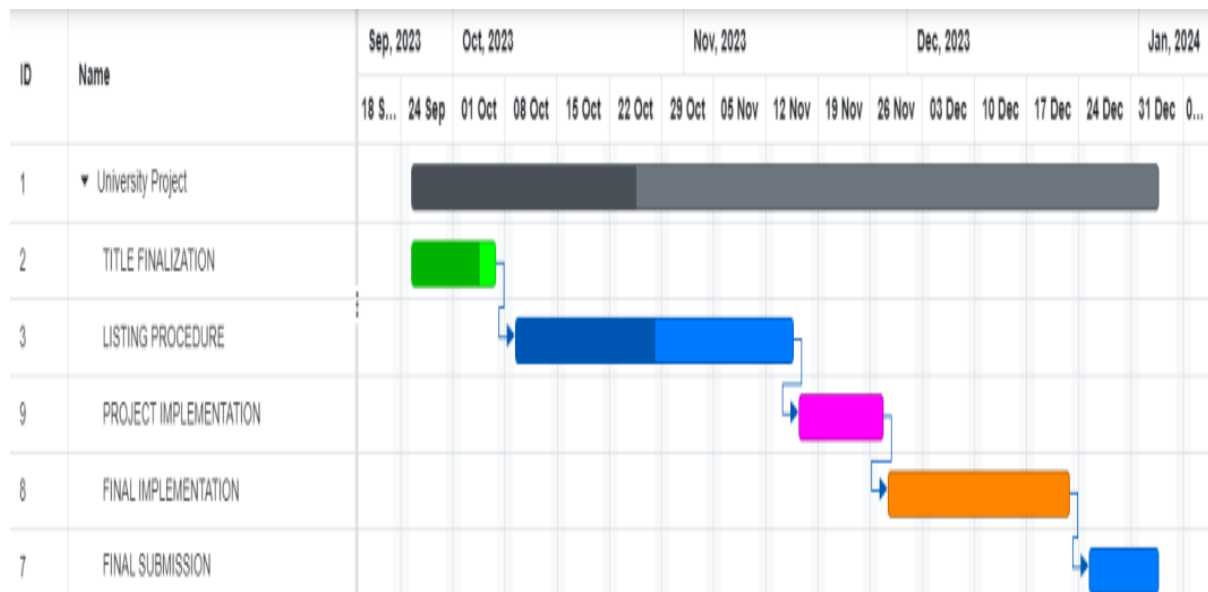 Sep, 2023 Oct, 2023 Nov, 2023 Dec, 2023 Jan, 2024
ID Name
18 S... 24 Sep 01 Oct 08 Oct 15 Oct 22 Oct 29 Oct 05 Nov 12 Nov 19 Nov 26 Nov 03 Dec 10 Dec 17 Dec 24 Dec 31 Dec 0...
1 University Project
2 TITLE FINALIZATION
3 LISTING PROCEDURE
9 PROJECT IMPLEMENTATION
8 FINAL IMPLEMENTATION
7 FINAL SUBMISSION